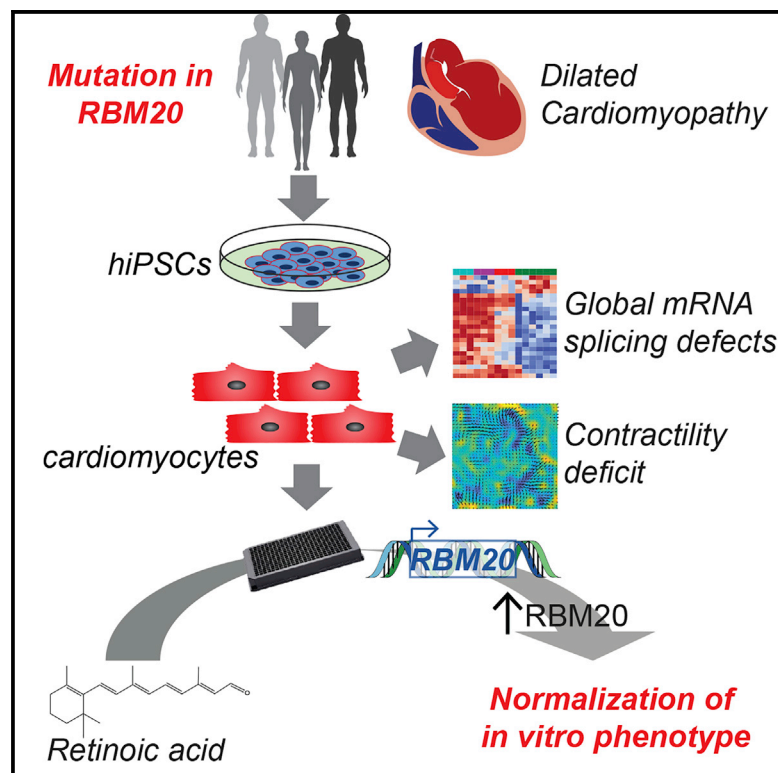 Mutation in
RBM20
Dilated
Cardiomyopathy
hiPSCs
Global mRNA
splicing defects
cardiomyocytes
Contractility
deficit
RBM20
↑RBM20
Retinoic acid
O
Normalization of
in vitro phenotype